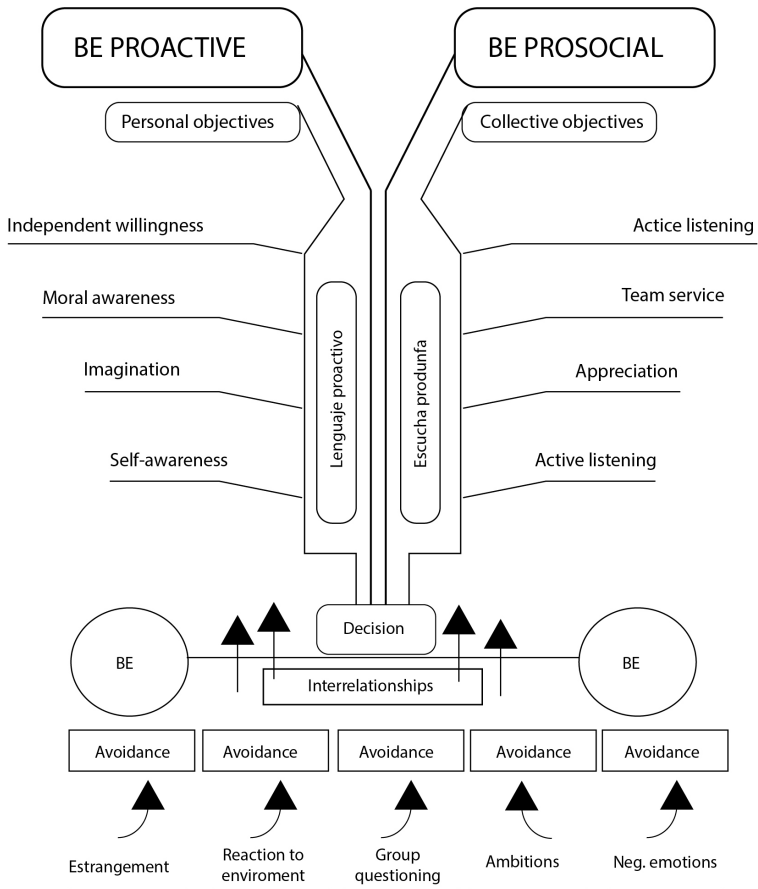 BE PROACTIVE
BE PROSOCIAL
Personal objectives
Collective objectives
Independent willingness
Actice listening
Moral awareness
Team service
Imagination
Appreciation
Self-awareness
Active listening
Lenguaje proactivo
Escucha produnfa
Decision
BE
BE
Interrelationships
Avoidance
Avoidance
Avoidance
Avoidance
Avoidance
Estrangement
Reaction to
enviroment
Group
questioning
Ambitions
Neg. emotions